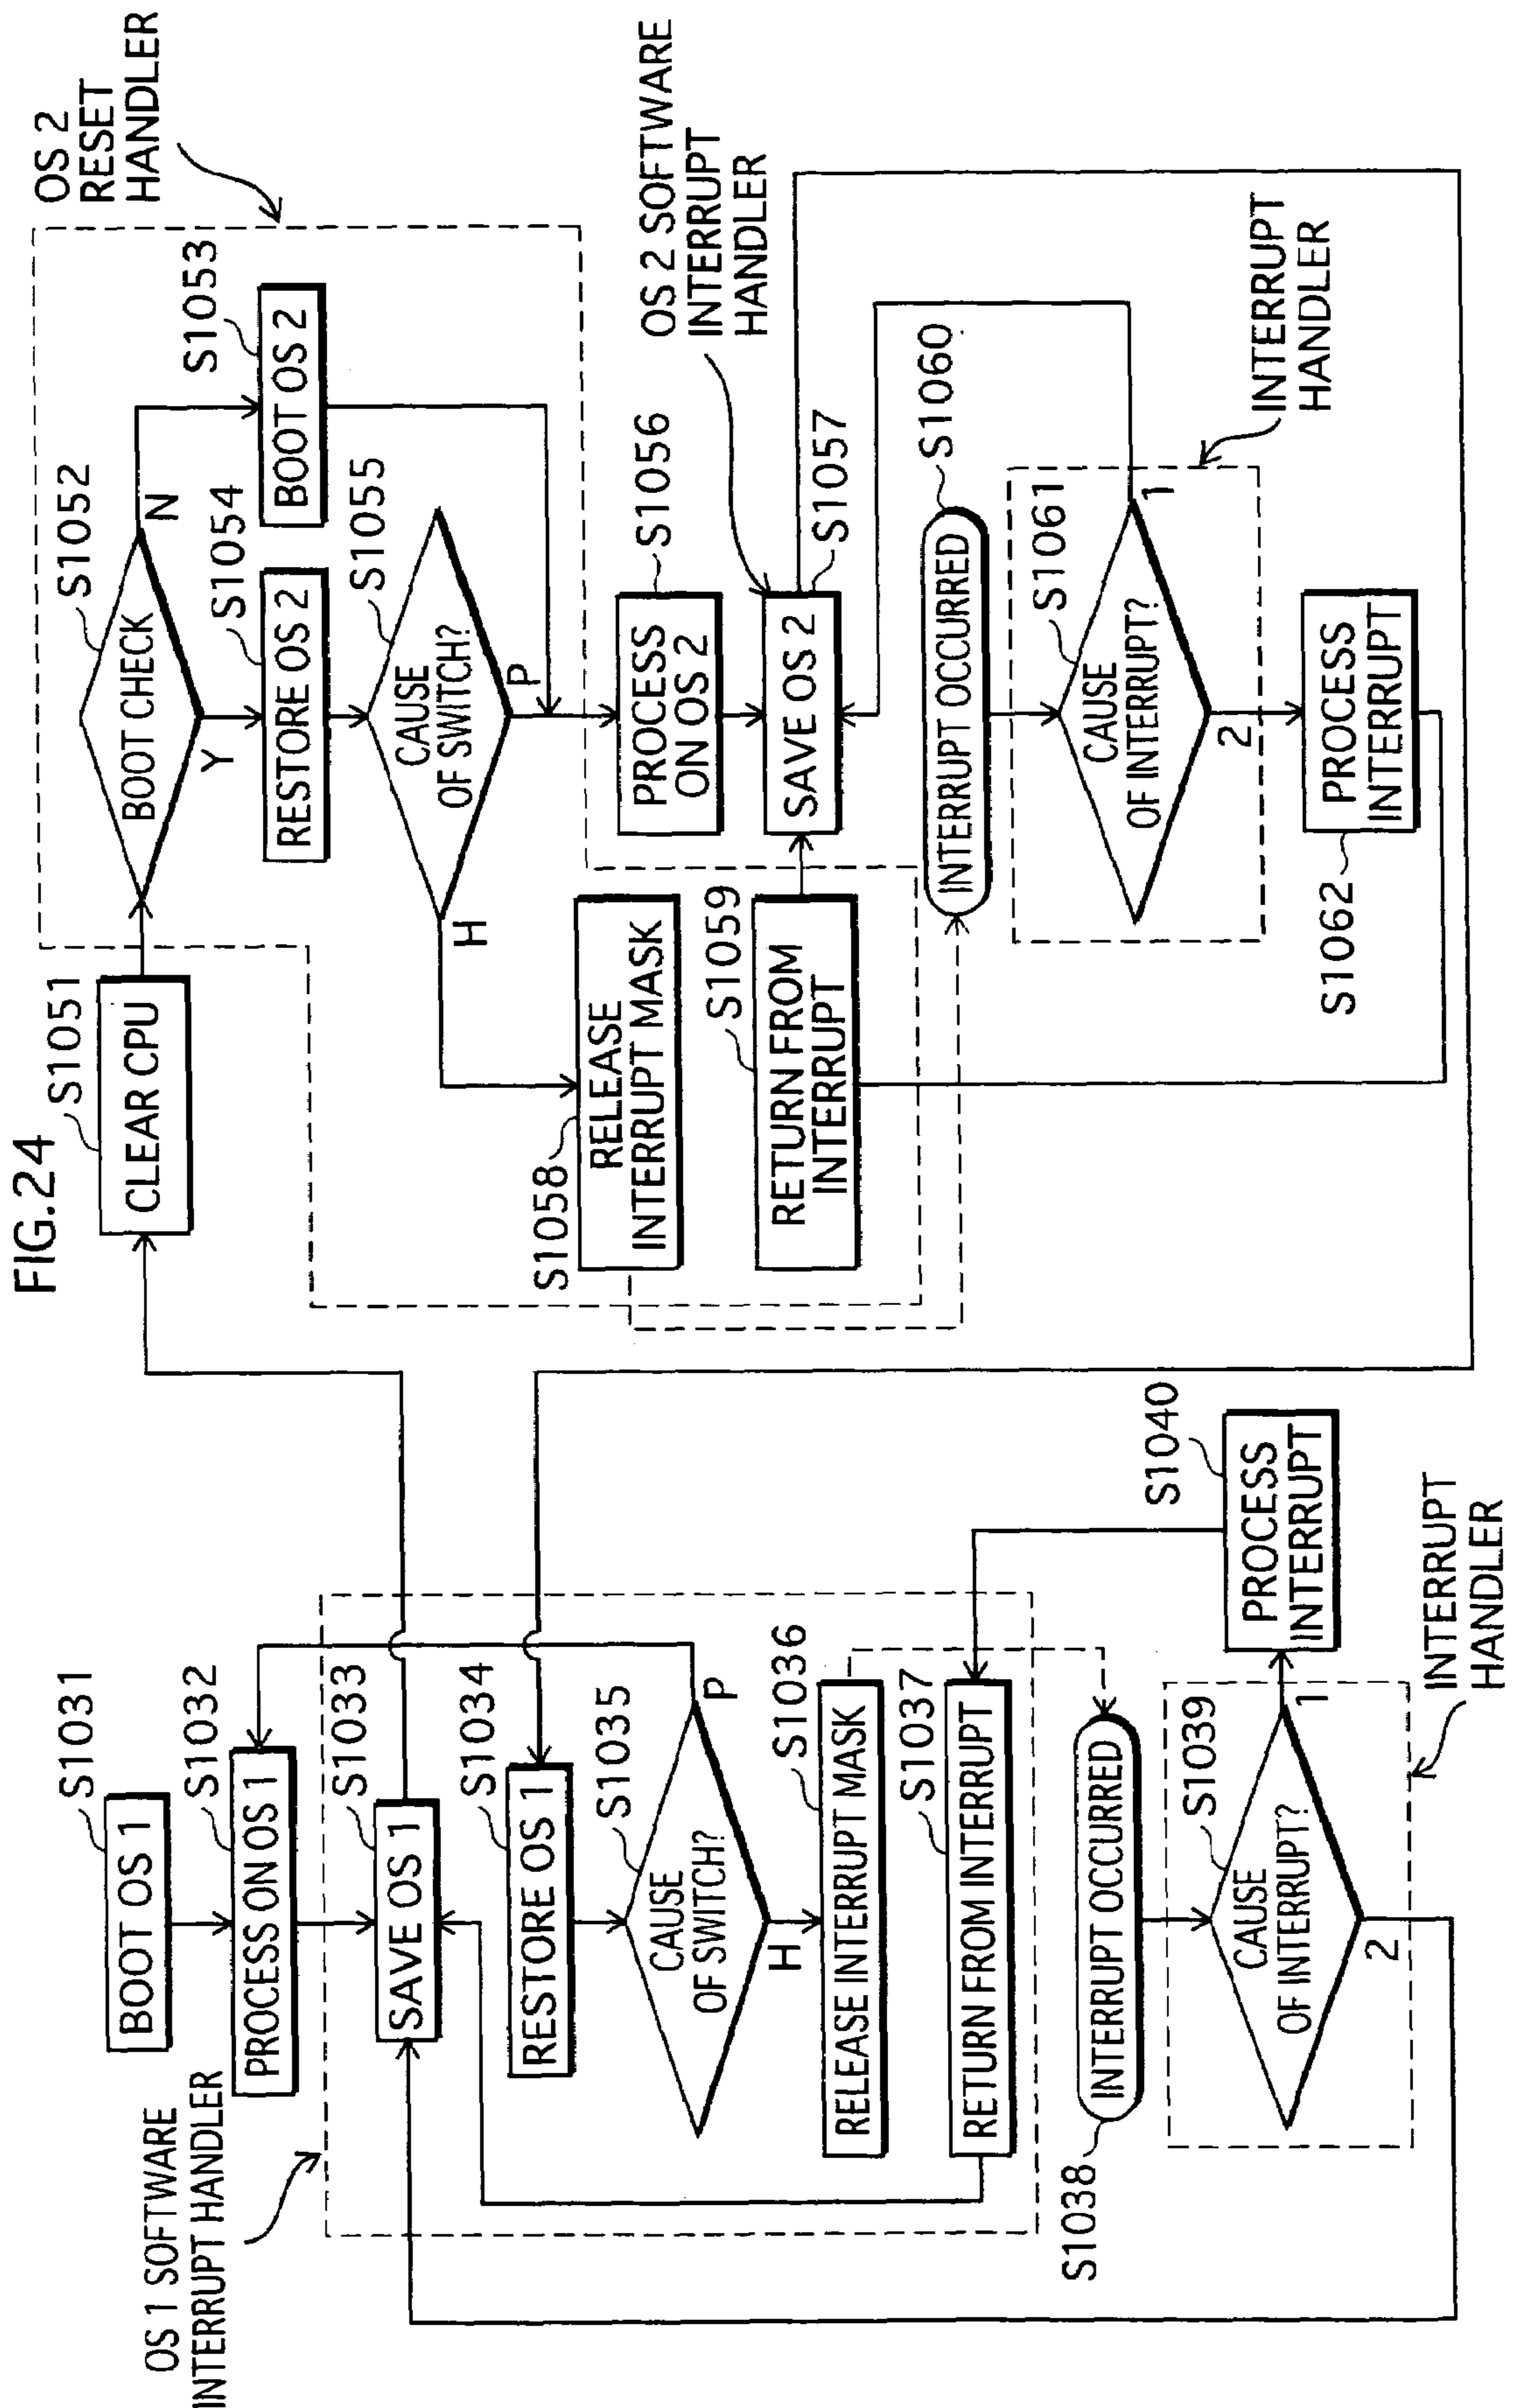 FIG.24
OS 1 SOFTWARE
INTERRUPT HANDLER
S1031
BOOT OS 1
S1032
PROCESS ON OS 1
S1033
SAVE OS 1
S1034
RESTORE OS 1
S1035
CAUSE
OF SWITCH?
P
H
S1036
RELEASE INTERRUPT MASK
S1037
RETURN FROM INTERRUPT
S1038
INTERRUPT OCCURRED
S1039
CAUSE
OF INTERRUPT?
1
2
S1040
PROCESS
INTERRUPT
INTERRUPT
HANDLER
S1051
CLEAR CPU
OS 2
RESET
HANDLER
S1052
BOOT CHECK
N
Y
S1053
BOOT OS 2
S1054
RESTORE OS 2
S1055
CAUSE
OF SWITCH?
H
P
S1056
PROCESS
ON OS 2
OS 2 SOFTWARE
INTERRUPT
HANDLER
S1057
SAVE OS 2
S1058
RELEASE
INTERRUPT MASK
S1059
RETURN FROM
INTERRUPT
S1060
INTERRUPT OCCURRED
S1061
CAUSE
OF INTERRUPT?
1
2
INTERRUPT
HANDLER
S1062
PROCESS
INTERRUPT